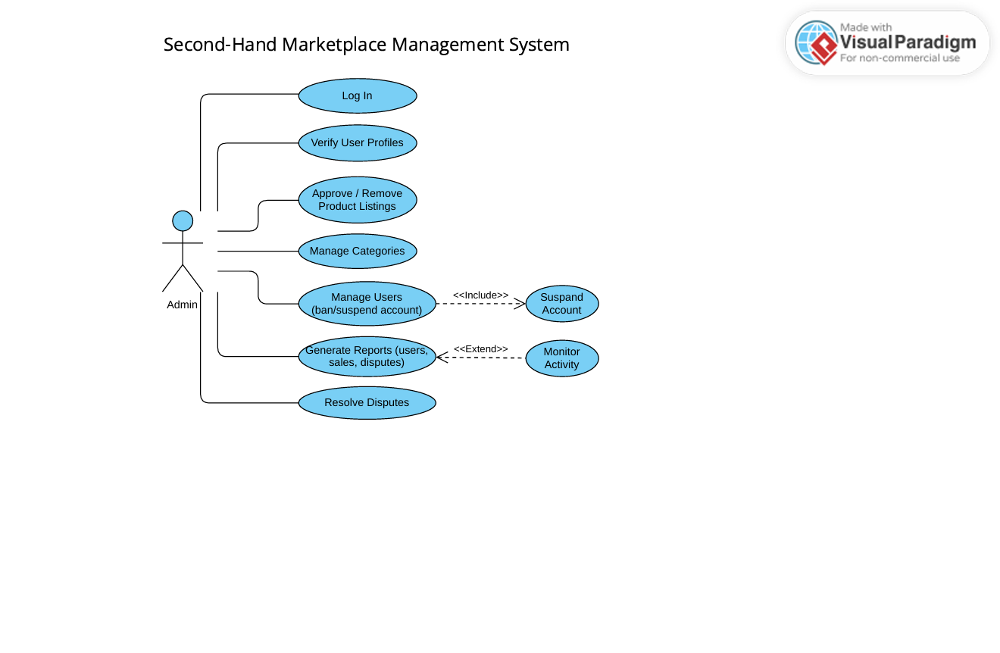 Made with
Visual Paradigm
For non-commercial use
Second-Hand Marketplace Management System
Log In
Verify User Profiles
Approve / Remove
Product Listings
Manage Categories
Manage Users
(ban/suspend account)
<<Include>>
Suspand
Account
Admin
Generate Reports (users,
sales, disputes)
<<Extend>>
Monitor
Activity
Resolve Disputes